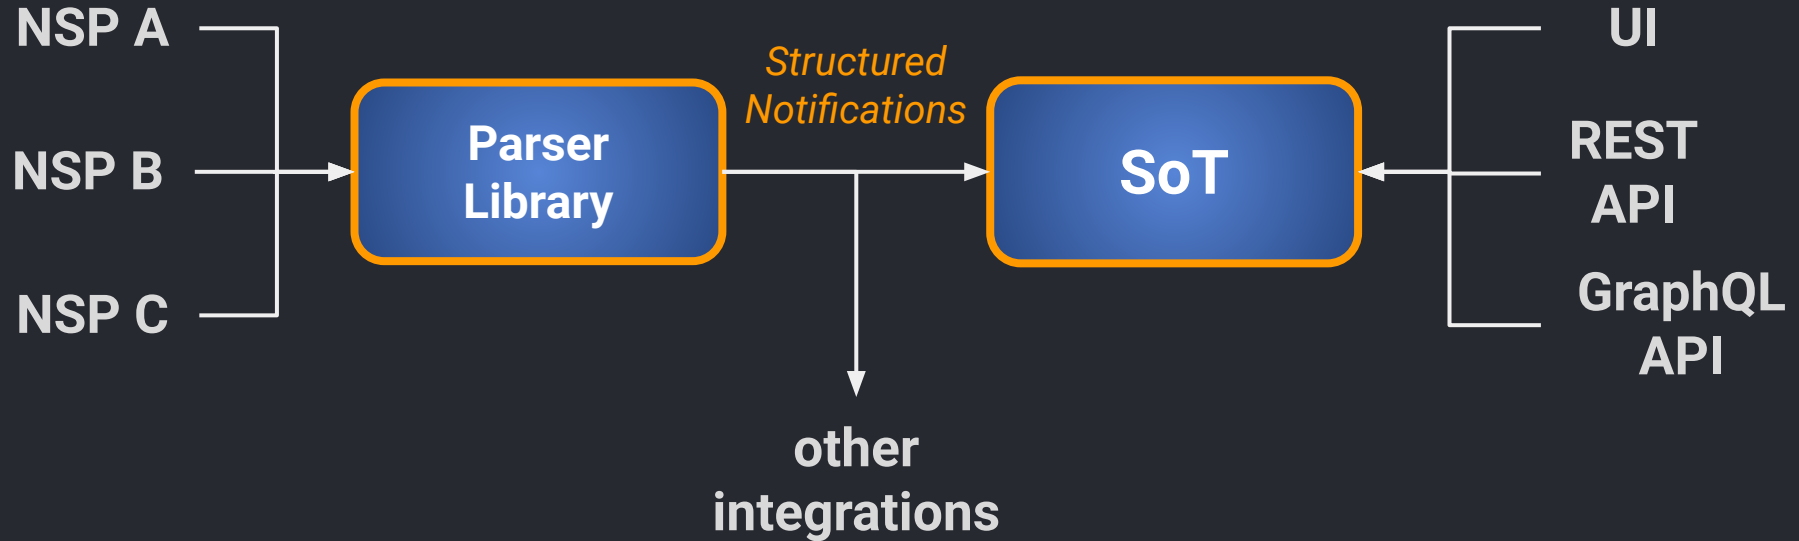 NSP A
NSP B
NSP C
Parser
Library
Structured
Notifications
other
integrations
SoT
UI
REST
API
GraphQL
API